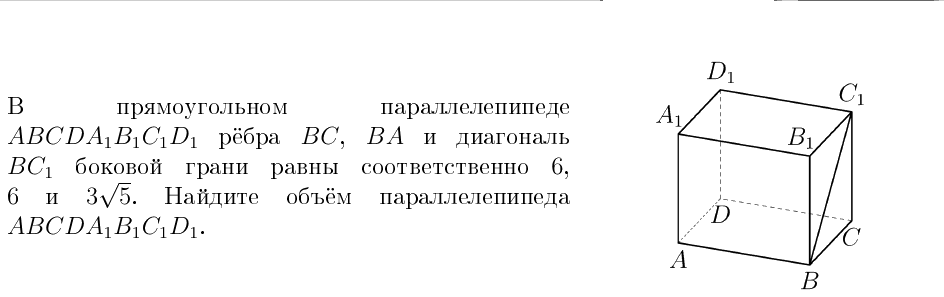 В прямоугольном параллелепипеде
ABCDA₁B₁C₁D₁ рёбра BC, BA и диагональ
BC₁ боковой грани равны соответственно 6,
6 и 3√5. Найдите объём параллелепипеда
ABCDA₁B₁C₁D₁.
D₁
C₁
A₁
B₁
D
C
A
B